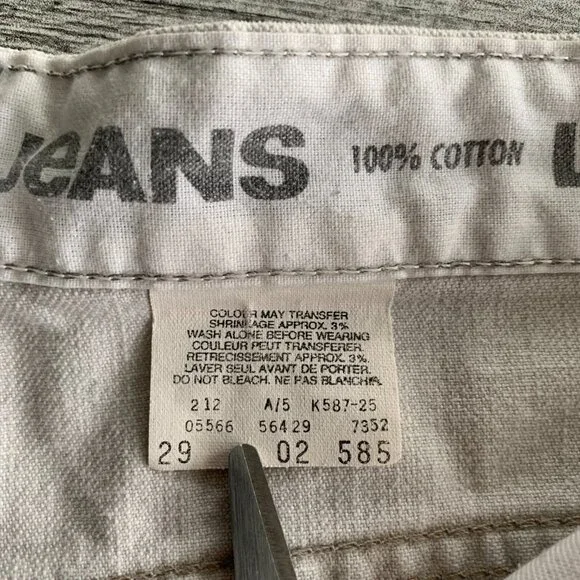 JeANS 100% COTTON L
COLOUR MAY TRANSFER
SHRINKAGE APPROX. 3%
WASH ALONE BEFORE WEARING
COULEUR PEUT TRANSFERER.
RETRECISSEMENT APPROX. 3%.
LAVER SEUL AVANT DE PORTER.
DO NOT BLEACH. NE PAS BLANCHIR.
212 A/5 K587-25
05566 56429 7352
29 02 585